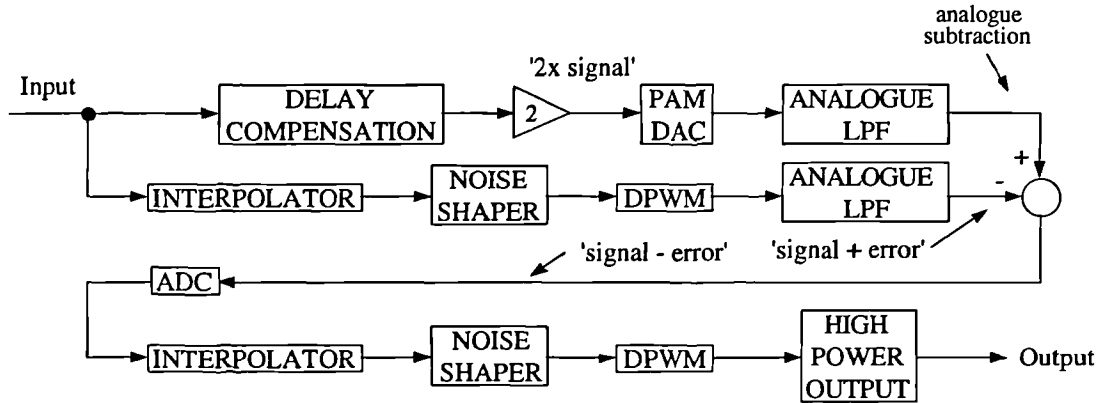 analogue
subtraction
'2x signal'
Input
DELAY
COMPENSATION
2
PAM
DAC
ANALOGUE
LPF
+
-
INTERPOLATOR
NOISE
SHAPER
DPWM
ANALOGUE
LPF
'signal - error'
'signal + error'
ADC
INTERPOLATOR
NOISE
SHAPER
DPWM
HIGH
POWER
OUTPUT
Output